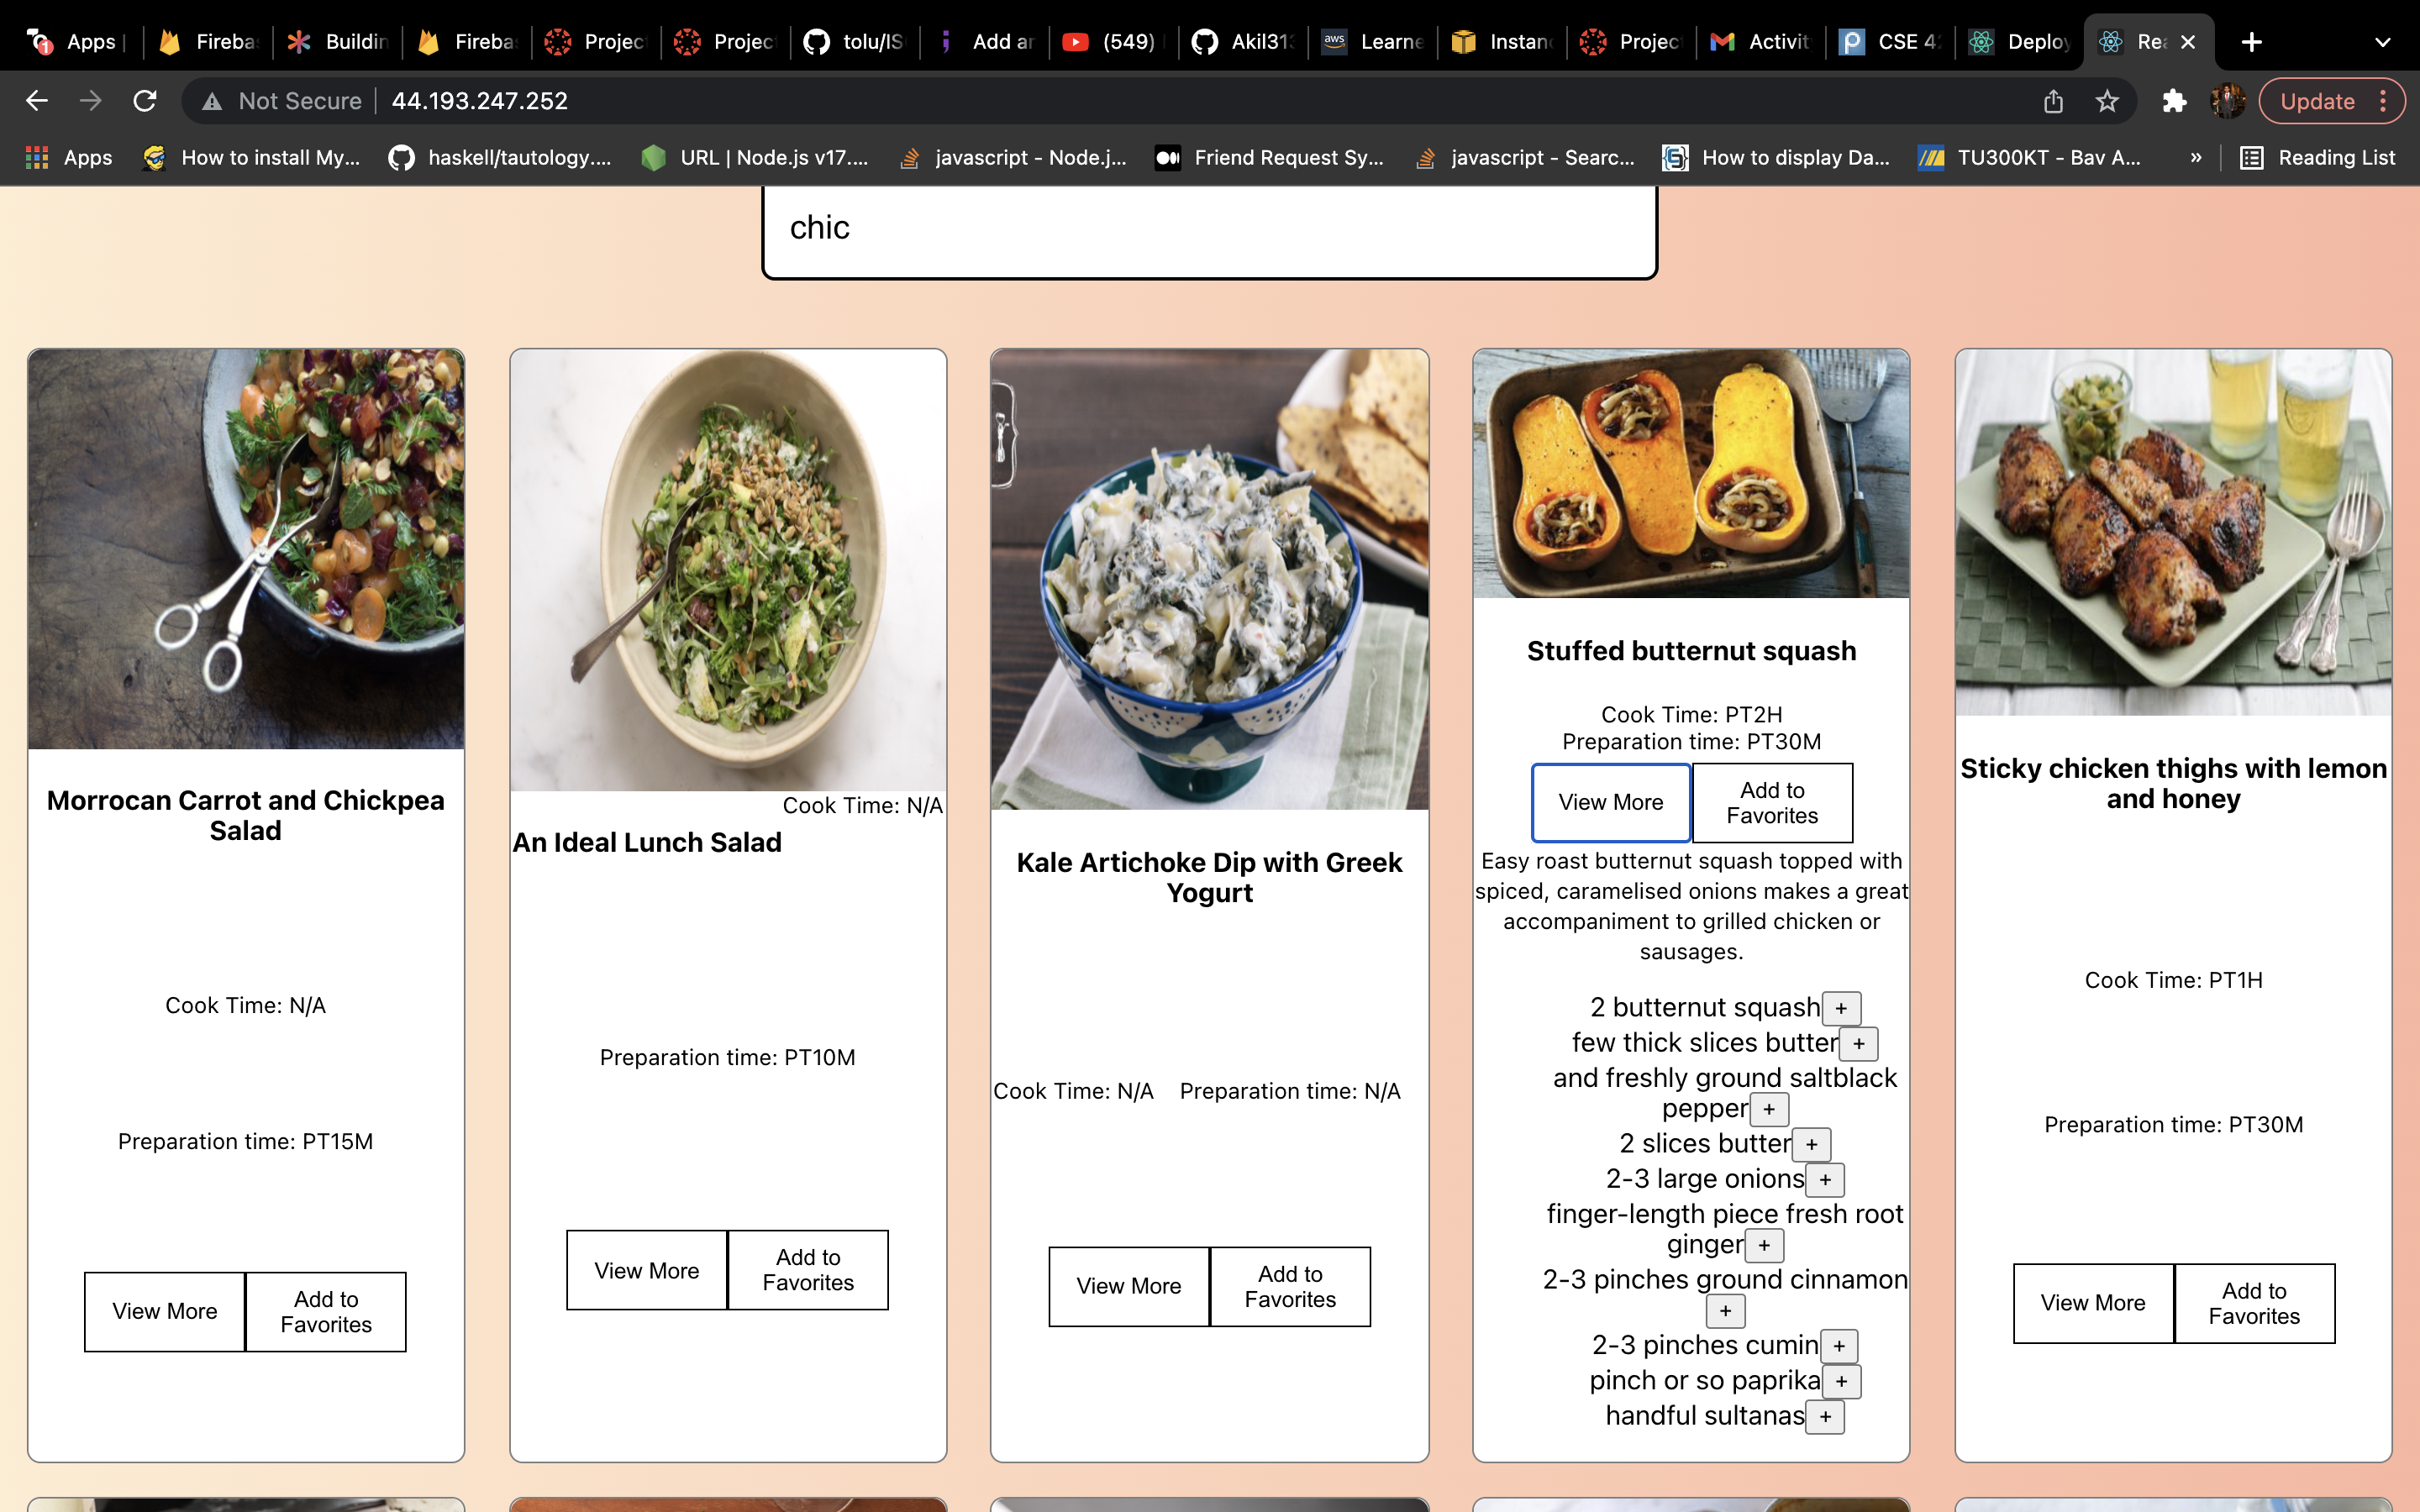 Apps
Fireba
Buildin
Fireba
Projec
Projec
tolu/IS
Add ar
(549)
Akil313
aws
Learne
Instan
Projec
Activit
CSE 4
Deploy
Rea
Not Secure
44.193.247.252
Update
Apps
How to install My...
haskell/tautology....
URL | Node.js v17....
javascript - Node.j...
Friend Request Sy...
javascript - Searc...
How to display Da...
TU300KT - Bav A...
»
Reading List
chic
Morrocan Carrot and Chickpea
Salad
Cook Time: N/A
Preparation time: PT15M
View More
Add to
Favorites
Cook Time: N/A
An Ideal Lunch Salad
Preparation time: PT10M
View More
Add to
Favorites
Kale Artichoke Dip with Greek
Yogurt
Cook Time: N/A Preparation time: N/A
View More
Add to
Favorites
Stuffed butternut squash
Cook Time: PT2H
Preparation time: PT30M
View More
Add to
Favorites
Easy roast butternut squash topped with
spiced, caramelised onions makes a great
accompaniment to grilled chicken or
sausages.
2 butternut squash +
few thick slices butter +
and freshly ground saltblack
pepper +
2 slices butter +
2-3 large onions +
finger-length piece fresh root
ginger +
2-3 pinches ground cinnamon
+
2-3 pinches cumin +
pinch or so paprika +
handful sultanas +
Sticky chicken thighs with lemon
and honey
Cook Time: PT1H
Preparation time: PT30M
View More
Add to
Favorites